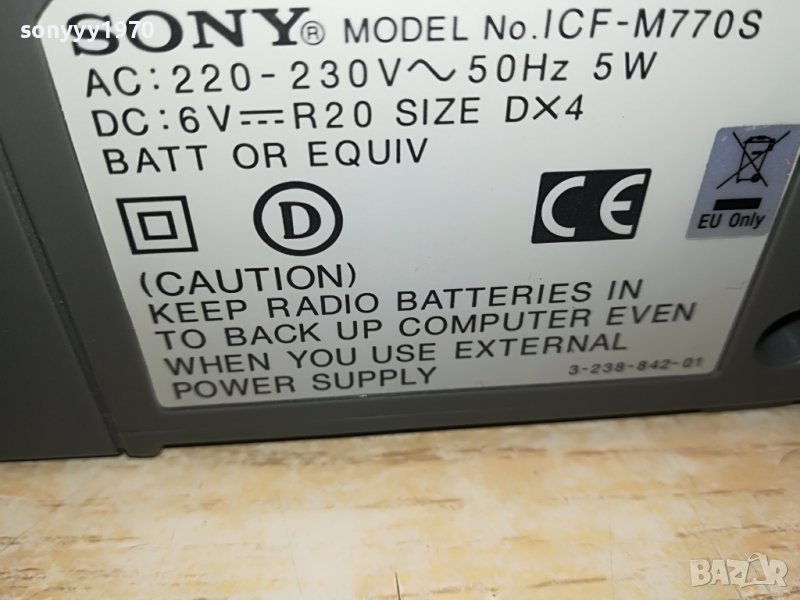 sonyyy1970
SONY® MODEL No. ICF-M770S
AC: 220-230V~50Hz 5W
DC: 6V⎓R20 SIZE D×4
BATT OR EQUIV
D
CE
EU Only
(CAUTION)
KEEP RADIO BATTERIES IN
TO BACK UP COMPUTER EVEN
WHEN YOU USE EXTERNAL
POWER SUPPLY
3-238-842-01
BAZAR